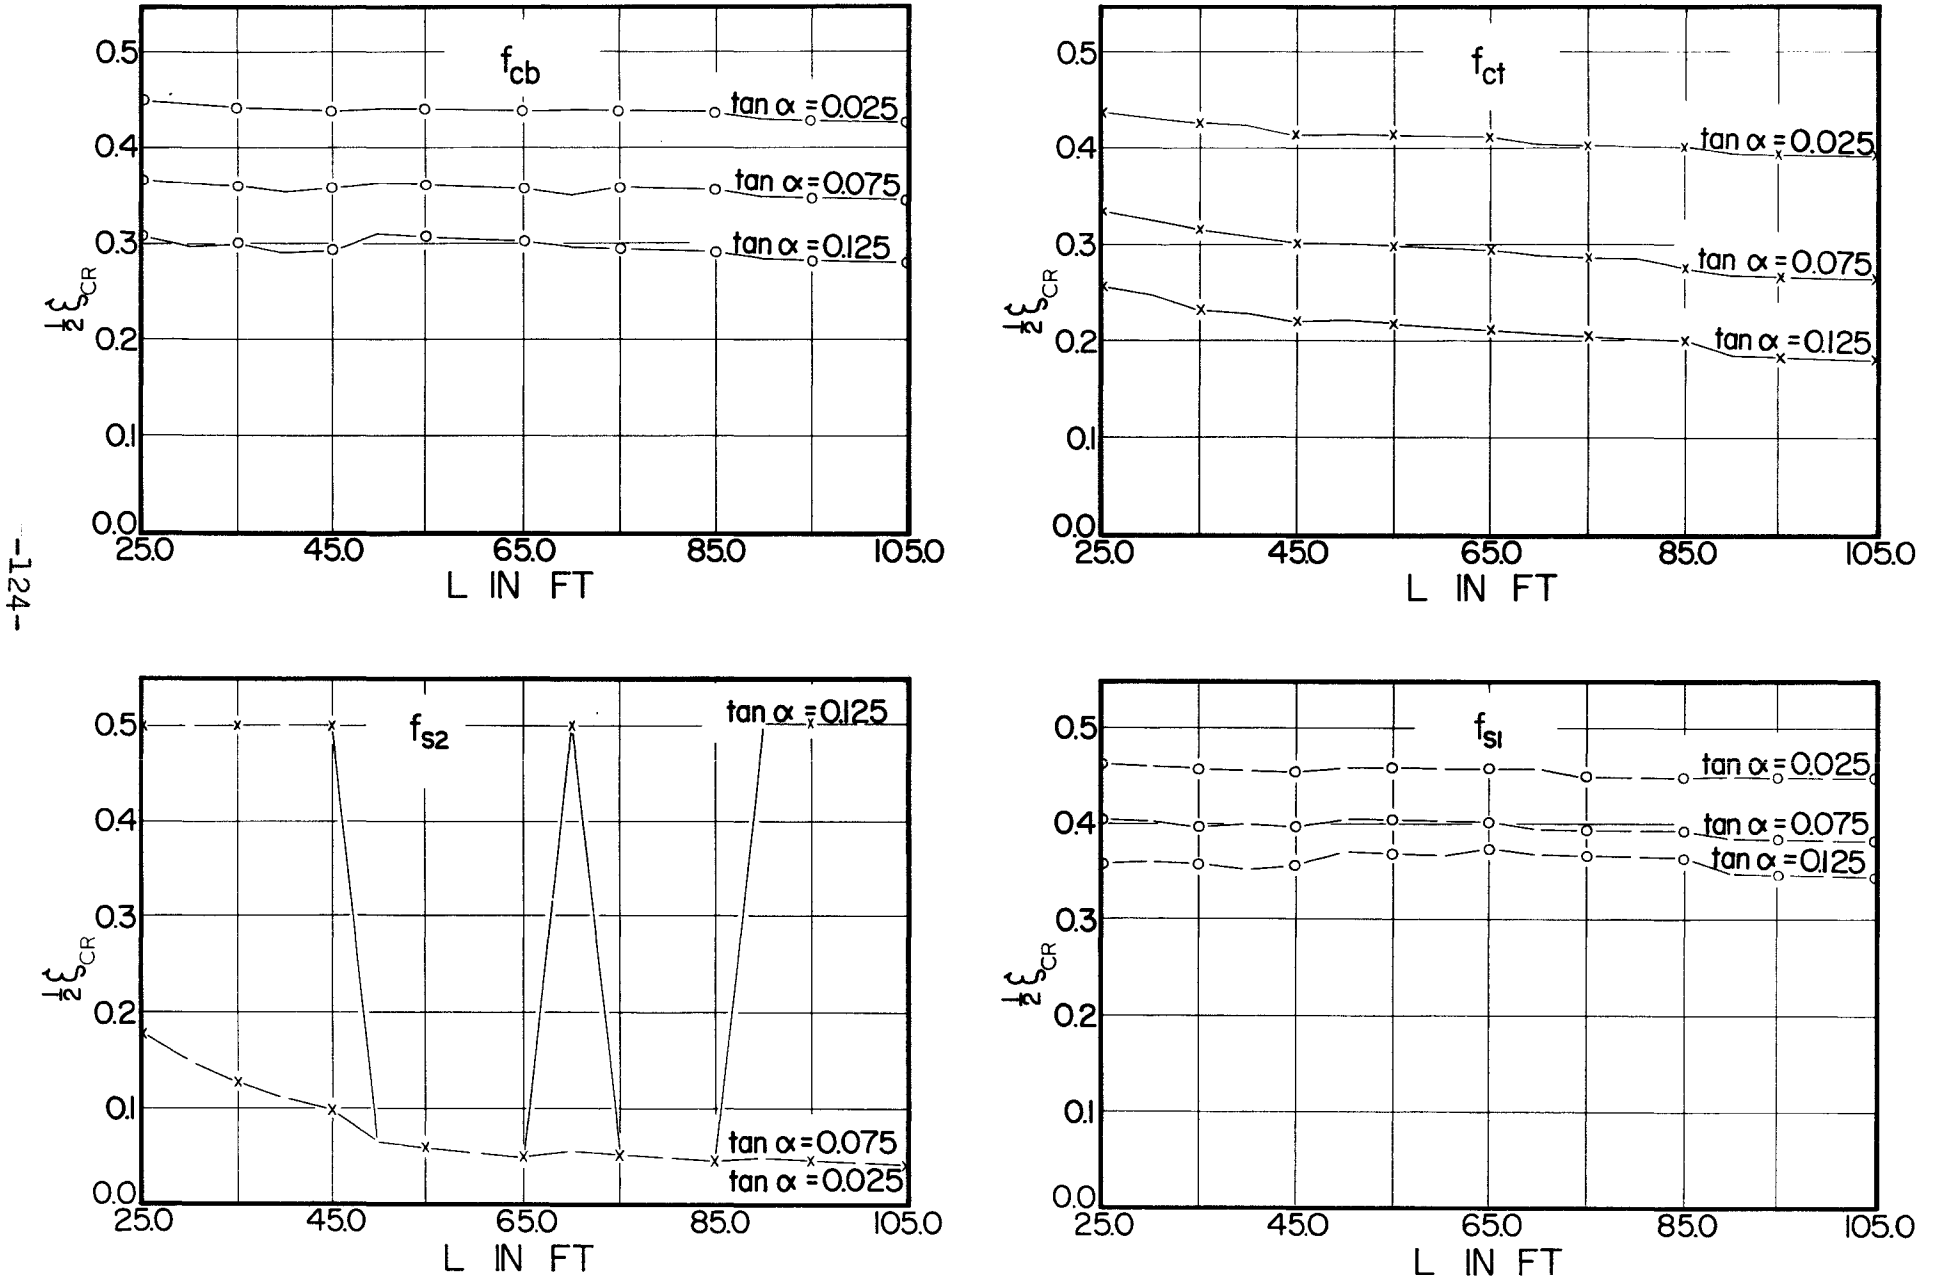 f_cb
0.5
0.4
0.3
0.2
0.1
0.0
tan α = 0.025
tan α = 0.075
tan α = 0.125
½ ξ_CR
25.0 45.0 65.0 85.0 105.0
L IN FT
f_ct
0.5
0.4
0.3
0.2
0.1
0.0
tan α = 0.025
tan α = 0.075
tan α = 0.125
½ ξ_CR
25.0 45.0 65.0 85.0 105.0
L IN FT
-124-
f_s2
0.5
0.4
0.3
0.2
0.1
0.0
tan α = 0.125
tan α = 0.075
tan α = 0.025
½ ξ_CR
25.0 45.0 65.0 85.0 105.0
L IN FT
f_s1
0.5
0.4
0.3
0.2
0.1
0.0
tan α = 0.025
tan α = 0.075
tan α = 0.125
½ ξ_CR
25.0 45.0 65.0 85.0 105.0
L IN FT